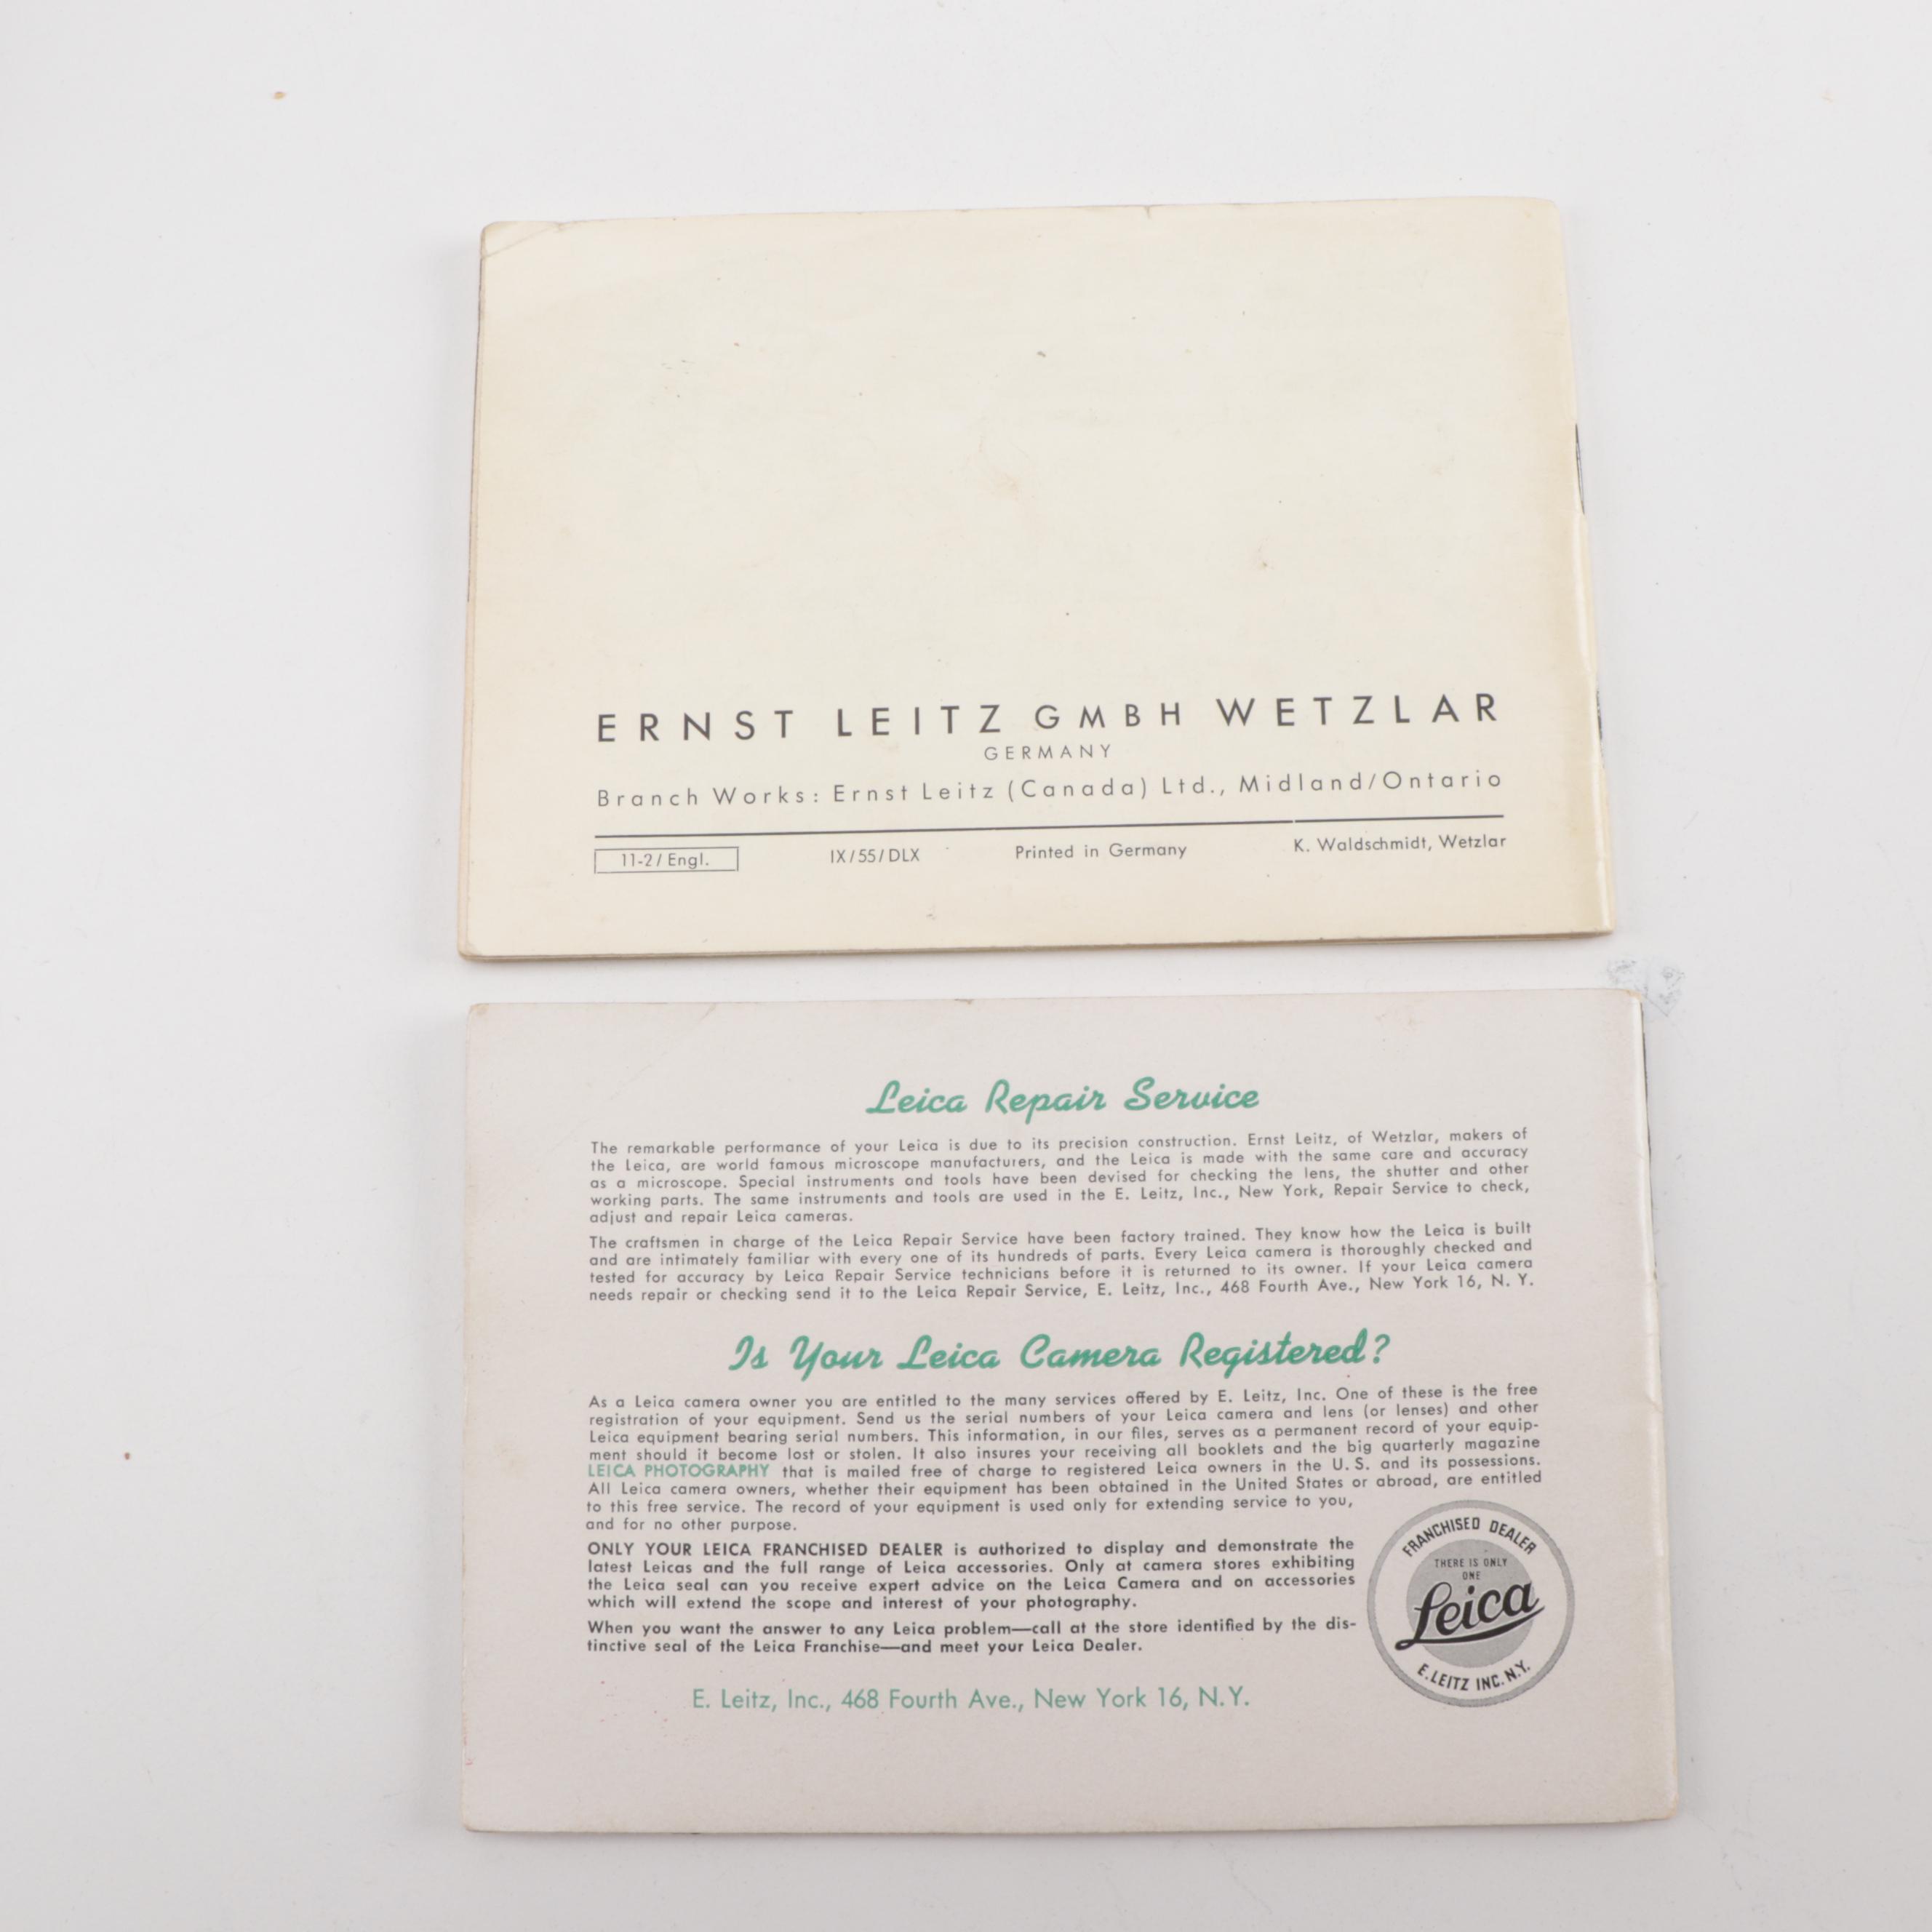 ERNST LEITZ GMBH WETZLAR
GERMANY
Branch Works: Ernst Leitz (Canada) Ltd., Midland/Ontario
11-2/Engl. IX/55/DLX Printed in Germany K. Waldschmidt, Wetzlar
Leica Repair Service
The remarkable performance of your Leica is due to its precision construction. Ernst Leitz, of Wetzlar, makers of
the Leica, are world famous microscope manufacturers, and the Leica is made with the same care and accuracy
as a microscope. Special instruments and tools have been devised for checking the lens, the shutter and other
working parts. The same instruments and tools are used in the E. Leitz, Inc., New York, Repair Service to check,
adjust and repair Leica cameras.
The craftsmen in charge of the Leica Repair Service have been factory trained. They know how the Leica is built
and are intimately familiar with every one of its hundreds of parts. Every Leica camera is thoroughly checked and
tested for accuracy by Leica Repair Service technicians before it is returned to its owner. If your Leica camera
needs repair or checking send it to the Leica Repair Service, E. Leitz, Inc., 468 Fourth Ave., New York 16, N. Y.
Is Your Leica Camera Registered?
As a Leica camera owner you are entitled to the many services offered by E. Leitz, Inc. One of these is the free
registration of your equipment. Send us the serial numbers of your Leica camera and lens (or lenses) and other
Leica equipment bearing serial numbers. This information, in our files, serves as a permanent record of your equip-
ment should it become lost or stolen. It also insures your receiving all booklets and the big quarterly magazine
LEICA PHOTOGRAPHY that is mailed free of charge to registered Leica owners in the U. S. and its possessions.
All Leica camera owners, whether their equipment has been obtained in the United States or abroad, are entitled
to this free service. The record of your equipment is used only for extending service to you,
and for no other purpose.
ONLY YOUR LEICA FRANCHISED DEALER is authorized to display and demonstrate the
latest Leicas and the full range of Leica accessories. Only at camera stores exhibiting
the Leica seal can you receive expert advice on the Leica Camera and on accessories
which will extend the scope and interest of your photography.
When you want the answer to any Leica problem—call at the store identified by the dis-
tinctive seal of the Leica Franchise—and meet your Leica Dealer.
E. Leitz, Inc., 468 Fourth Ave., New York 16, N.Y.
FRANCHISED DEALER
THERE IS ONLY
ONE
Leica
E. LEITZ INC. N.Y.